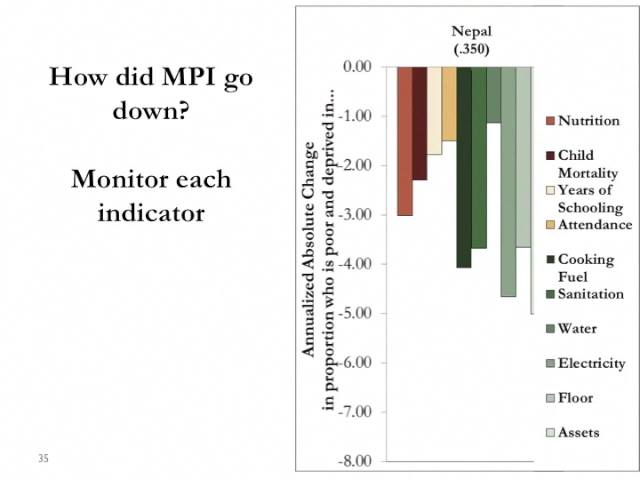 How did MPI go
down?
Monitor each
indicator
35
Nepal
(.350)
Annualized Absolute Change
in proportion who is poor and deprived in...
0.00
-1.00
-2.00
-3.00
-4.00
-5.00
-6.00
-7.00
-8.00
Nutrition
Child
Mortality
Years of
Schooling
Attendance
Cooking
Fuel
Sanitation
Water
Electricity
Floor
Assets